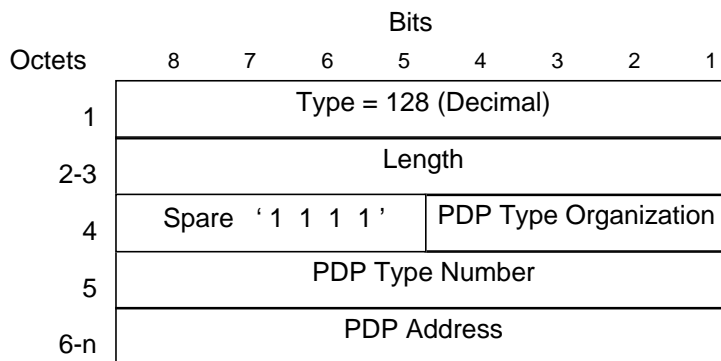 Bits
Octets 8 7 6 5 4 3 2 1
1 Type = 128 (Decimal)
2-3 Length
4 Spare ‘ 1 1 1 1 ’ PDP Type Organization
5 PDP Type Number
6-n PDP Address